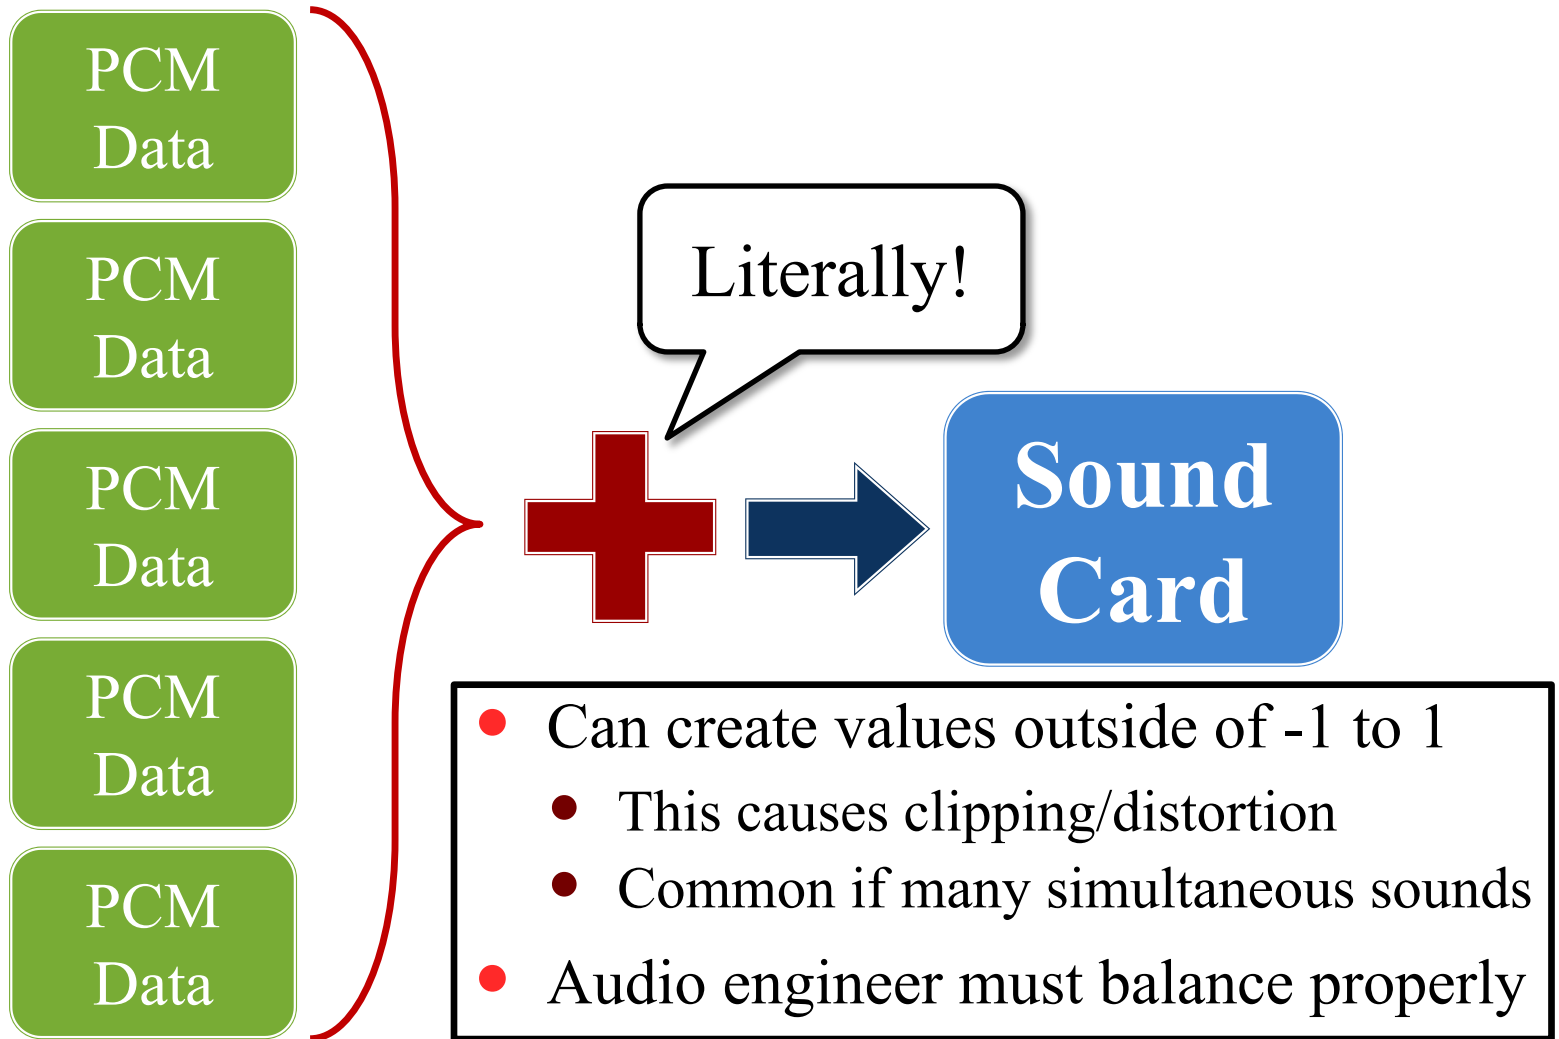 PCM
Data
PCM
Data
PCM
Data
PCM
Data
PCM
Data
Literally!
Sound
Card
• Can create values outside of -1 to 1
• This causes clipping/distortion
• Common if many simultaneous sounds
• Audio engineer must balance properly